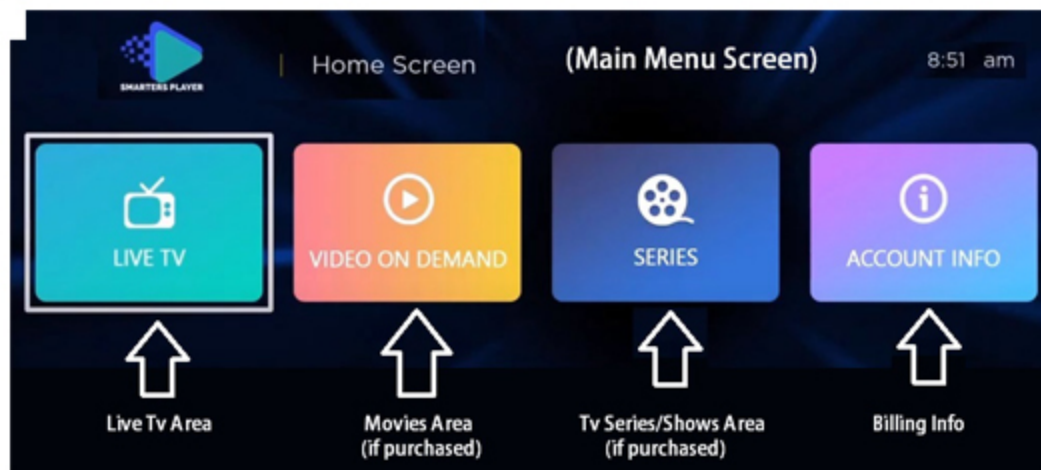 SMARTERS PLAYER
| Home Screen
(Main Menu Screen)
8:51 am
LIVE TV
VIDEO ON DEMAND
SERIES
ACCOUNT INFO
Live Tv Area
Movies Area
(if purchased)
Tv Series/Shows Area
(if purchased)
Billing Info